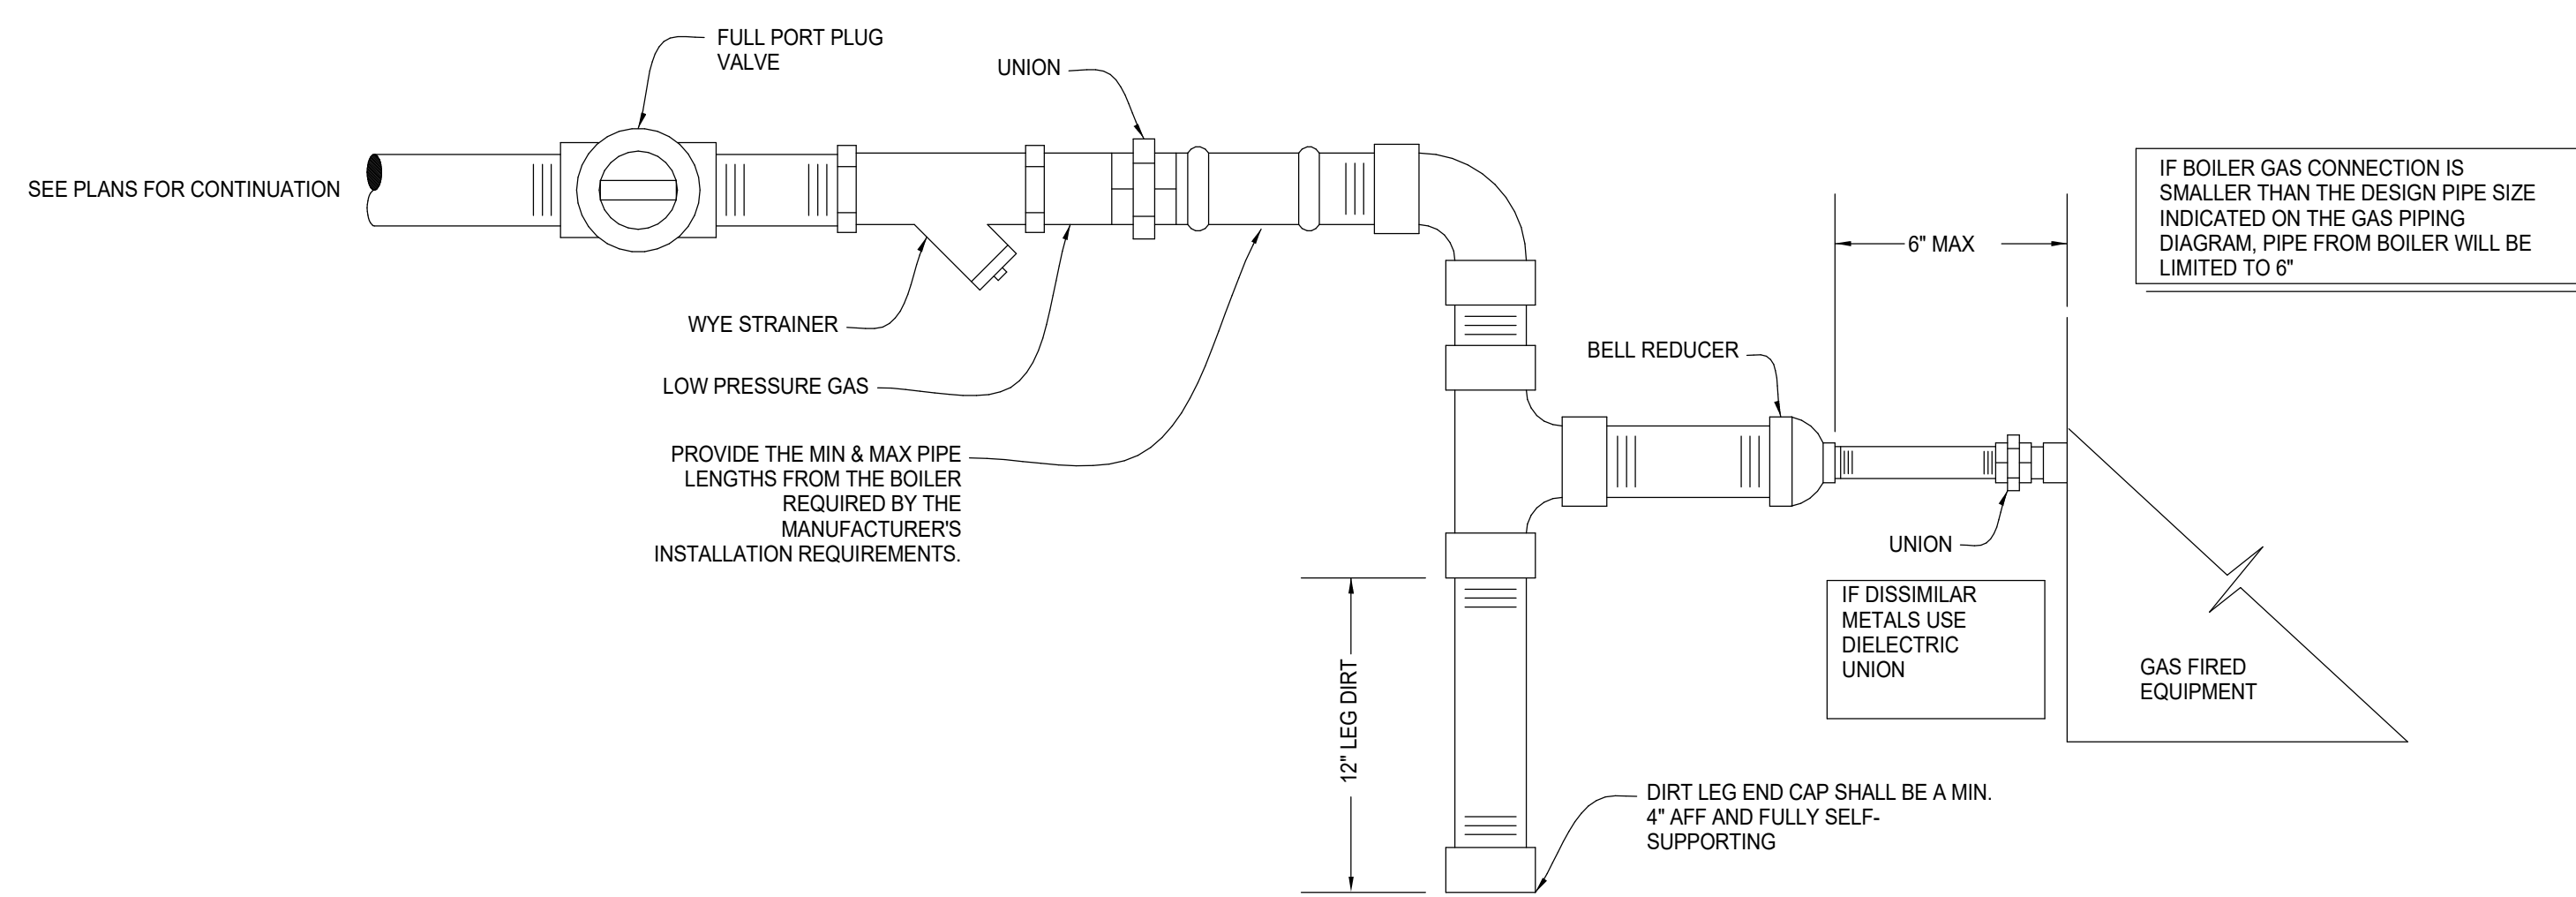 FULL PORT PLUG
VALVE
UNION
SEE PLANS FOR CONTINUATION
IF BOILER GAS CONNECTION IS
SMALLER THAN THE DESIGN PIPE SIZE
INDICATED ON THE GAS PIPING
DIAGRAM, PIPE FROM BOILER WILL BE
LIMITED TO 6"
6" MAX
WYE STRAINER
BELL REDUCER
LOW PRESSURE GAS
PROVIDE THE MIN & MAX PIPE
LENGTHS FROM THE BOILER
REQUIRED BY THE
MANUFACTURER'S
INSTALLATION REQUIREMENTS.
UNION
IF DISSIMILAR
METALS USE
DIELECTRIC
UNION
GAS FIRED
EQUIPMENT
12" LEG DIRT
DIRT LEG END CAP SHALL BE A MIN.
4" AFF AND FULLY SELF-
SUPPORTING